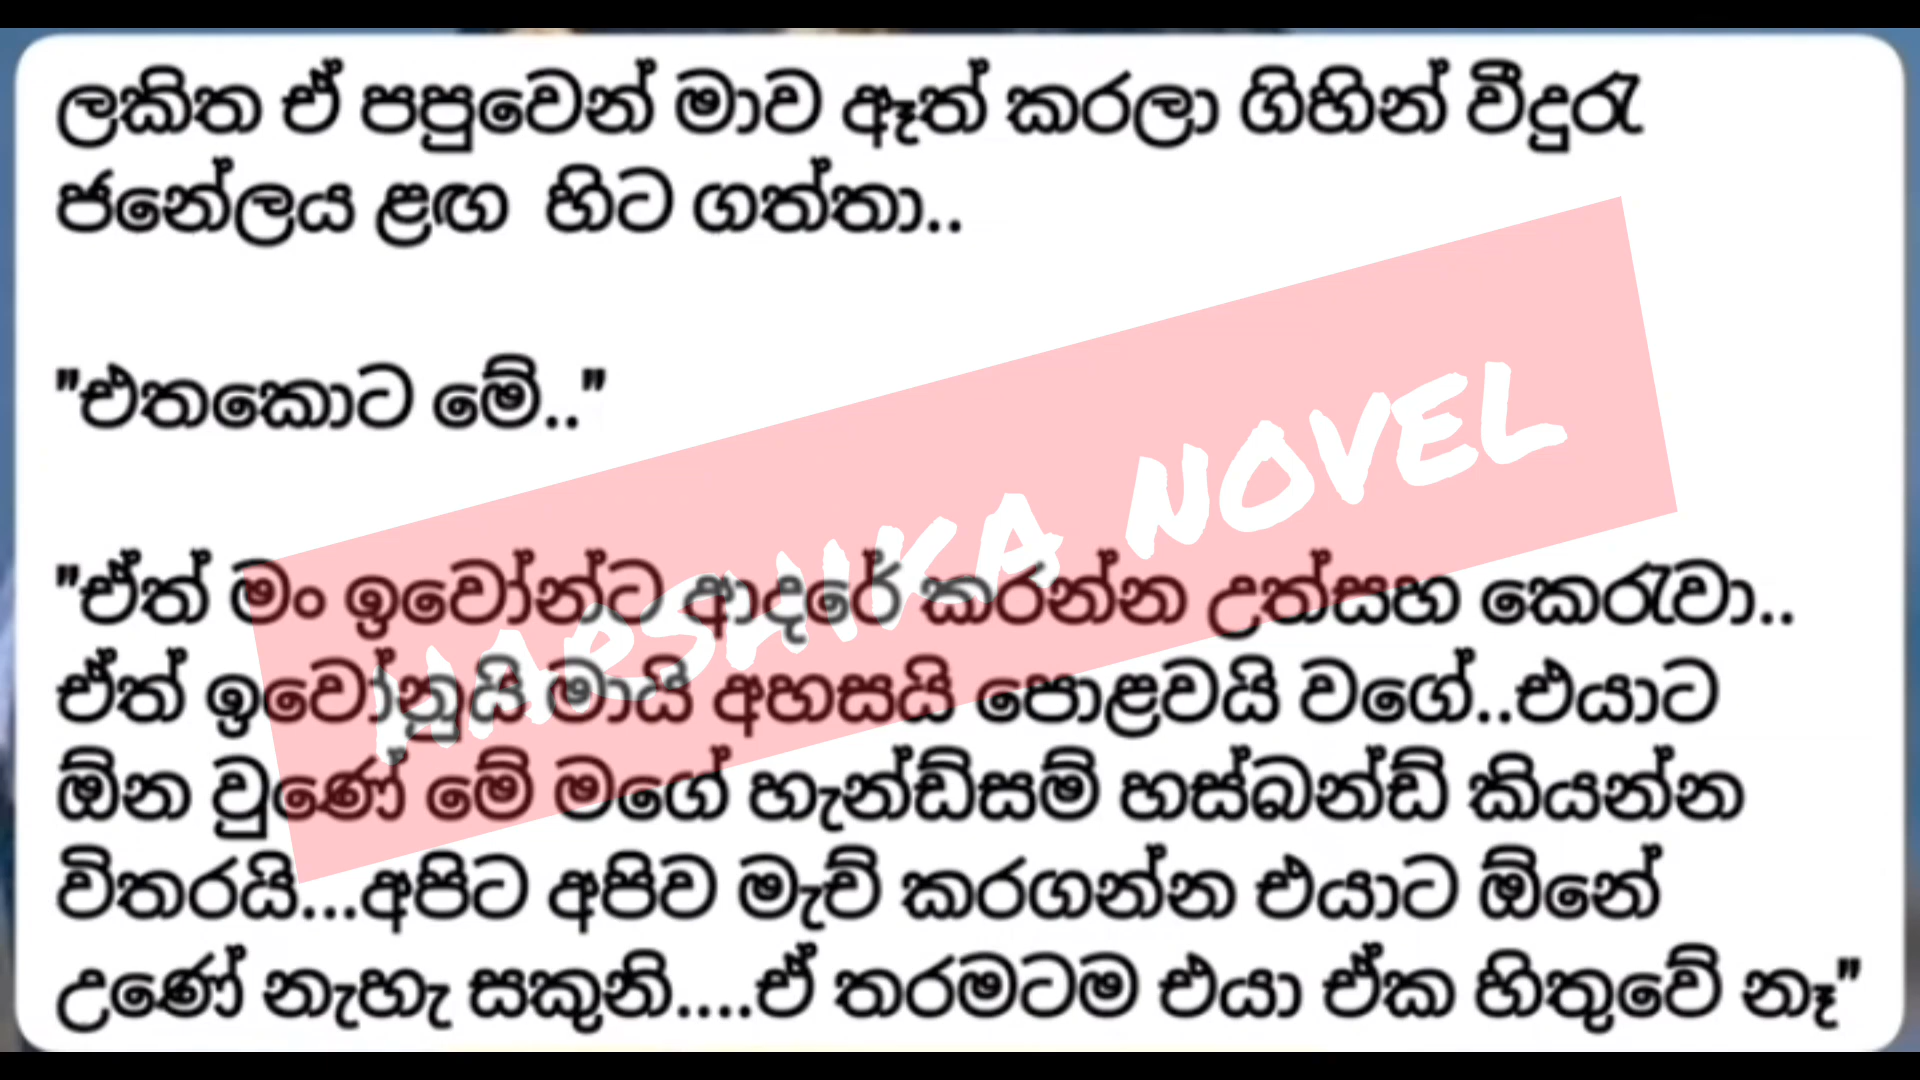 ලකිත ඒ පපුවෙන් මාව ඈත් කරලා ගිහින් වීදුරැ
ජනේලය ළඟ හිට ගත්තා..
"එතකොට මේ.."
"ඒත් මං ඉවෝන්ට ආදරේ කරන්න උත්සහ කෙරැවා..
ඒත් ඉවෝනුයි මායි අහසයි පොළවයි වගේ..එයාට
ඕන වුණේ මේ මගේ හැන්ඩ්සම් හස්බන්ඩ් කියන්න
විතරයි...අපිට අපිව මැච් කරගන්න එයාට ඕනේ
උණේ නැහැ සකුනි....ඒ තරමටම එයා ඒක හිතුවේ නෑ"
HARSHIKA NOVEL